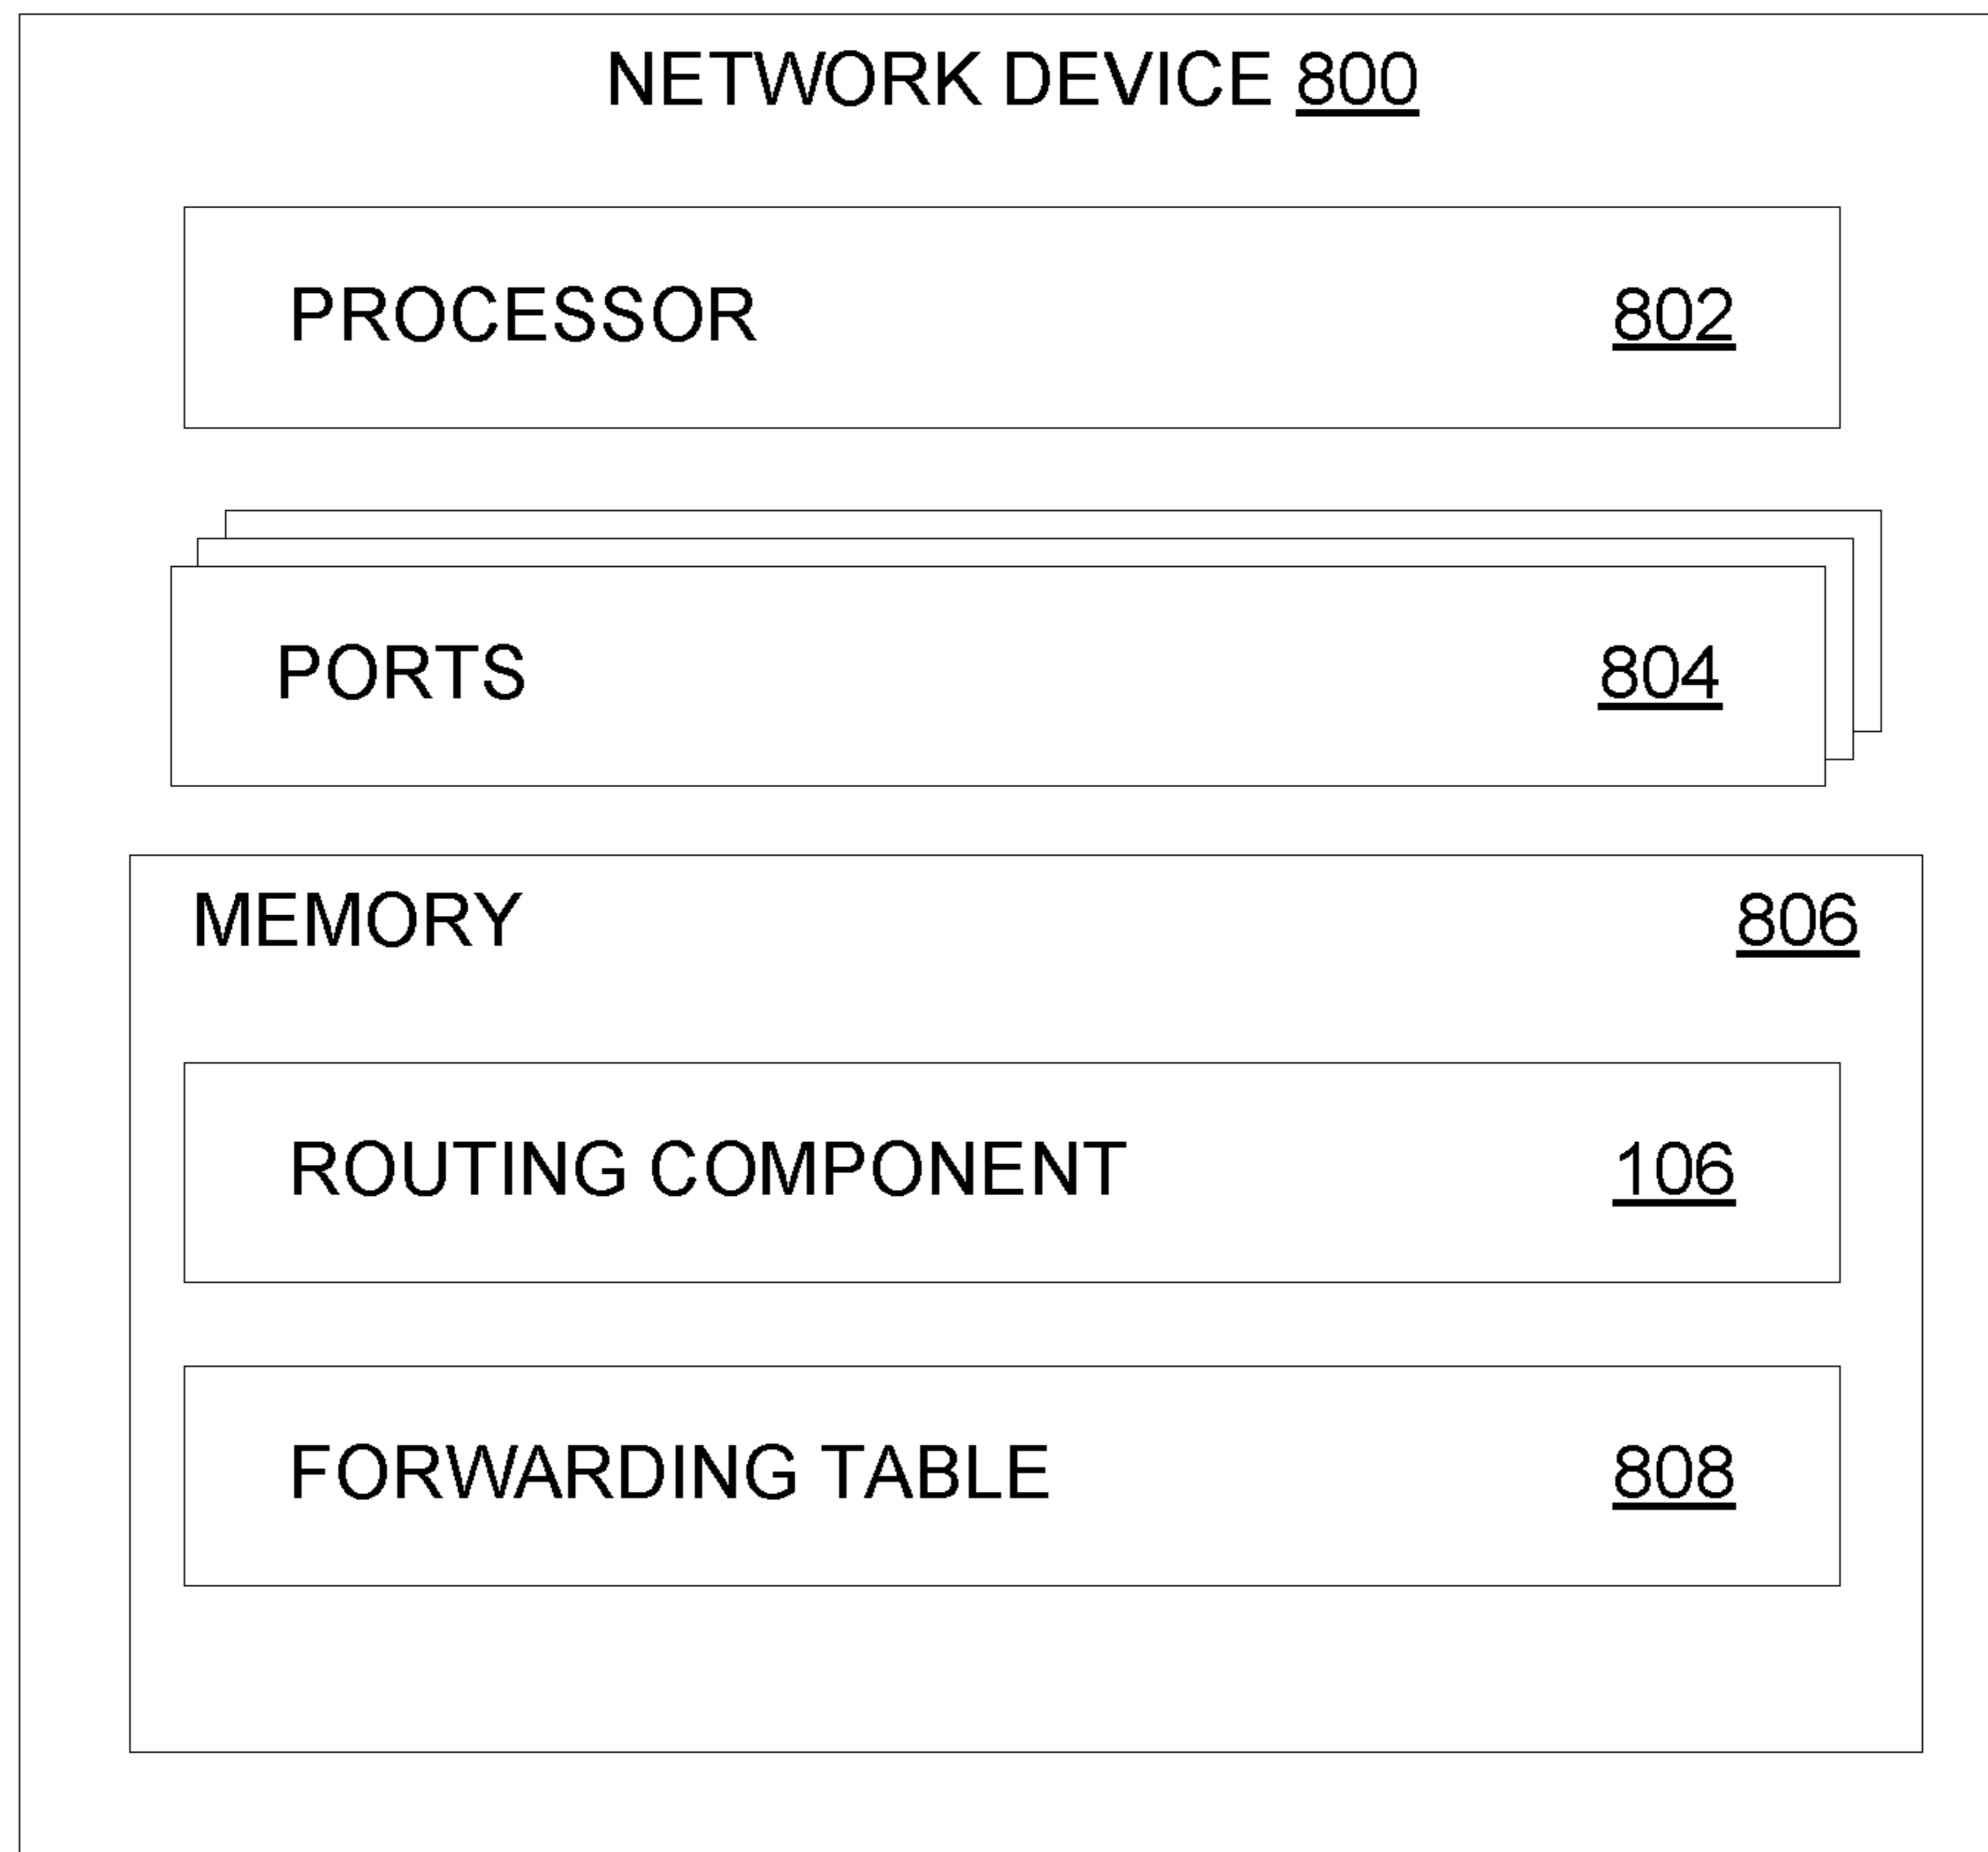 NETWORK DEVICE 800
PROCESSOR 802
PORTS 804
MEMORY 806
ROUTING COMPONENT 106
FORWARDING TABLE 808